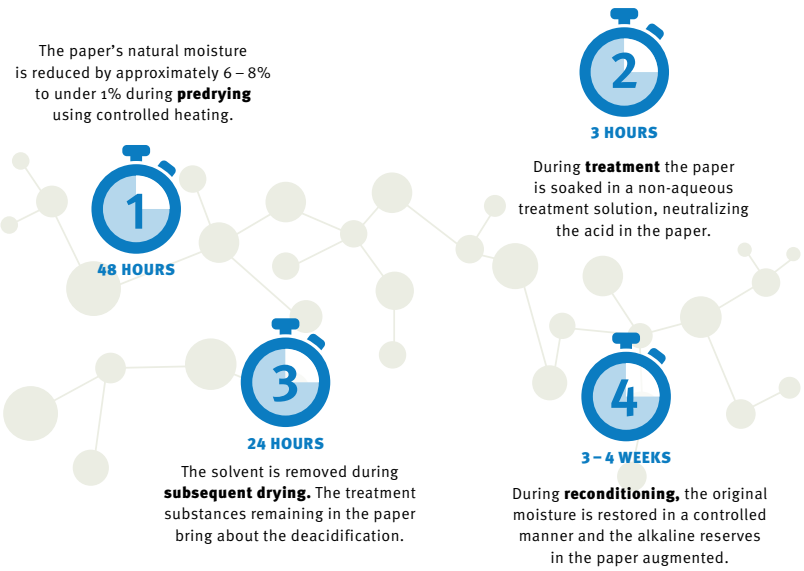 The paper's natural moisture
is reduced by approximately 6 – 8%
to under 1% during predrying
using controlled heating.
1
48 HOURS
2
3 HOURS
During treatment the paper
is soaked in a non-aqueous
treatment solution, neutralizing
the acid in the paper.
3
24 HOURS
The solvent is removed during
subsequent drying. The treatment
substances remaining in the paper
bring about the deacidification.
4
3 – 4 WEEKS
During reconditioning, the original
moisture is restored in a controlled
manner and the alkaline reserves
in the paper augmented.